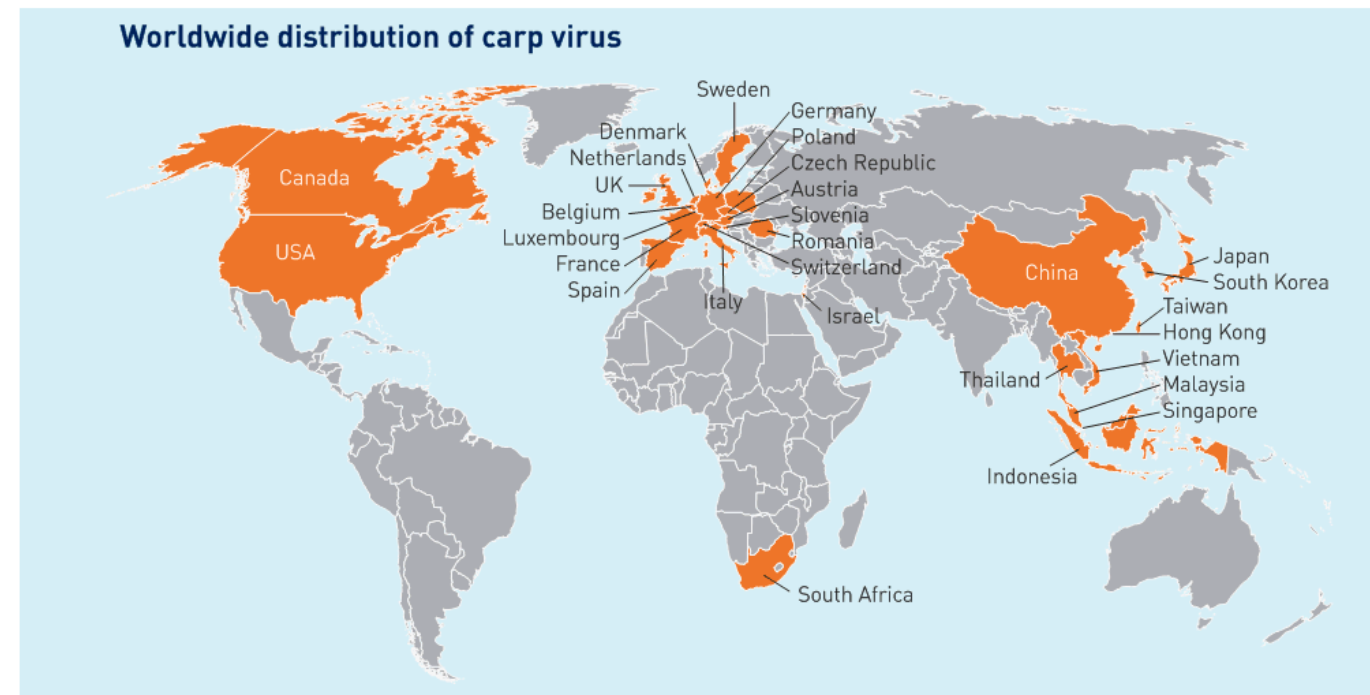 Worldwide distribution of carp virus
Sweden
Germany
Denmark
Poland
Netherlands
Czech Republic
UK
Austria
Belgium
Slovenia
Luxembourg
Romania
France
Switzerland
Spain
Italy
Israel
Canada
USA
China
Japan
South Korea
Taiwan
Hong Kong
Vietnam
Thailand
Malaysia
Singapore
Indonesia
South Africa